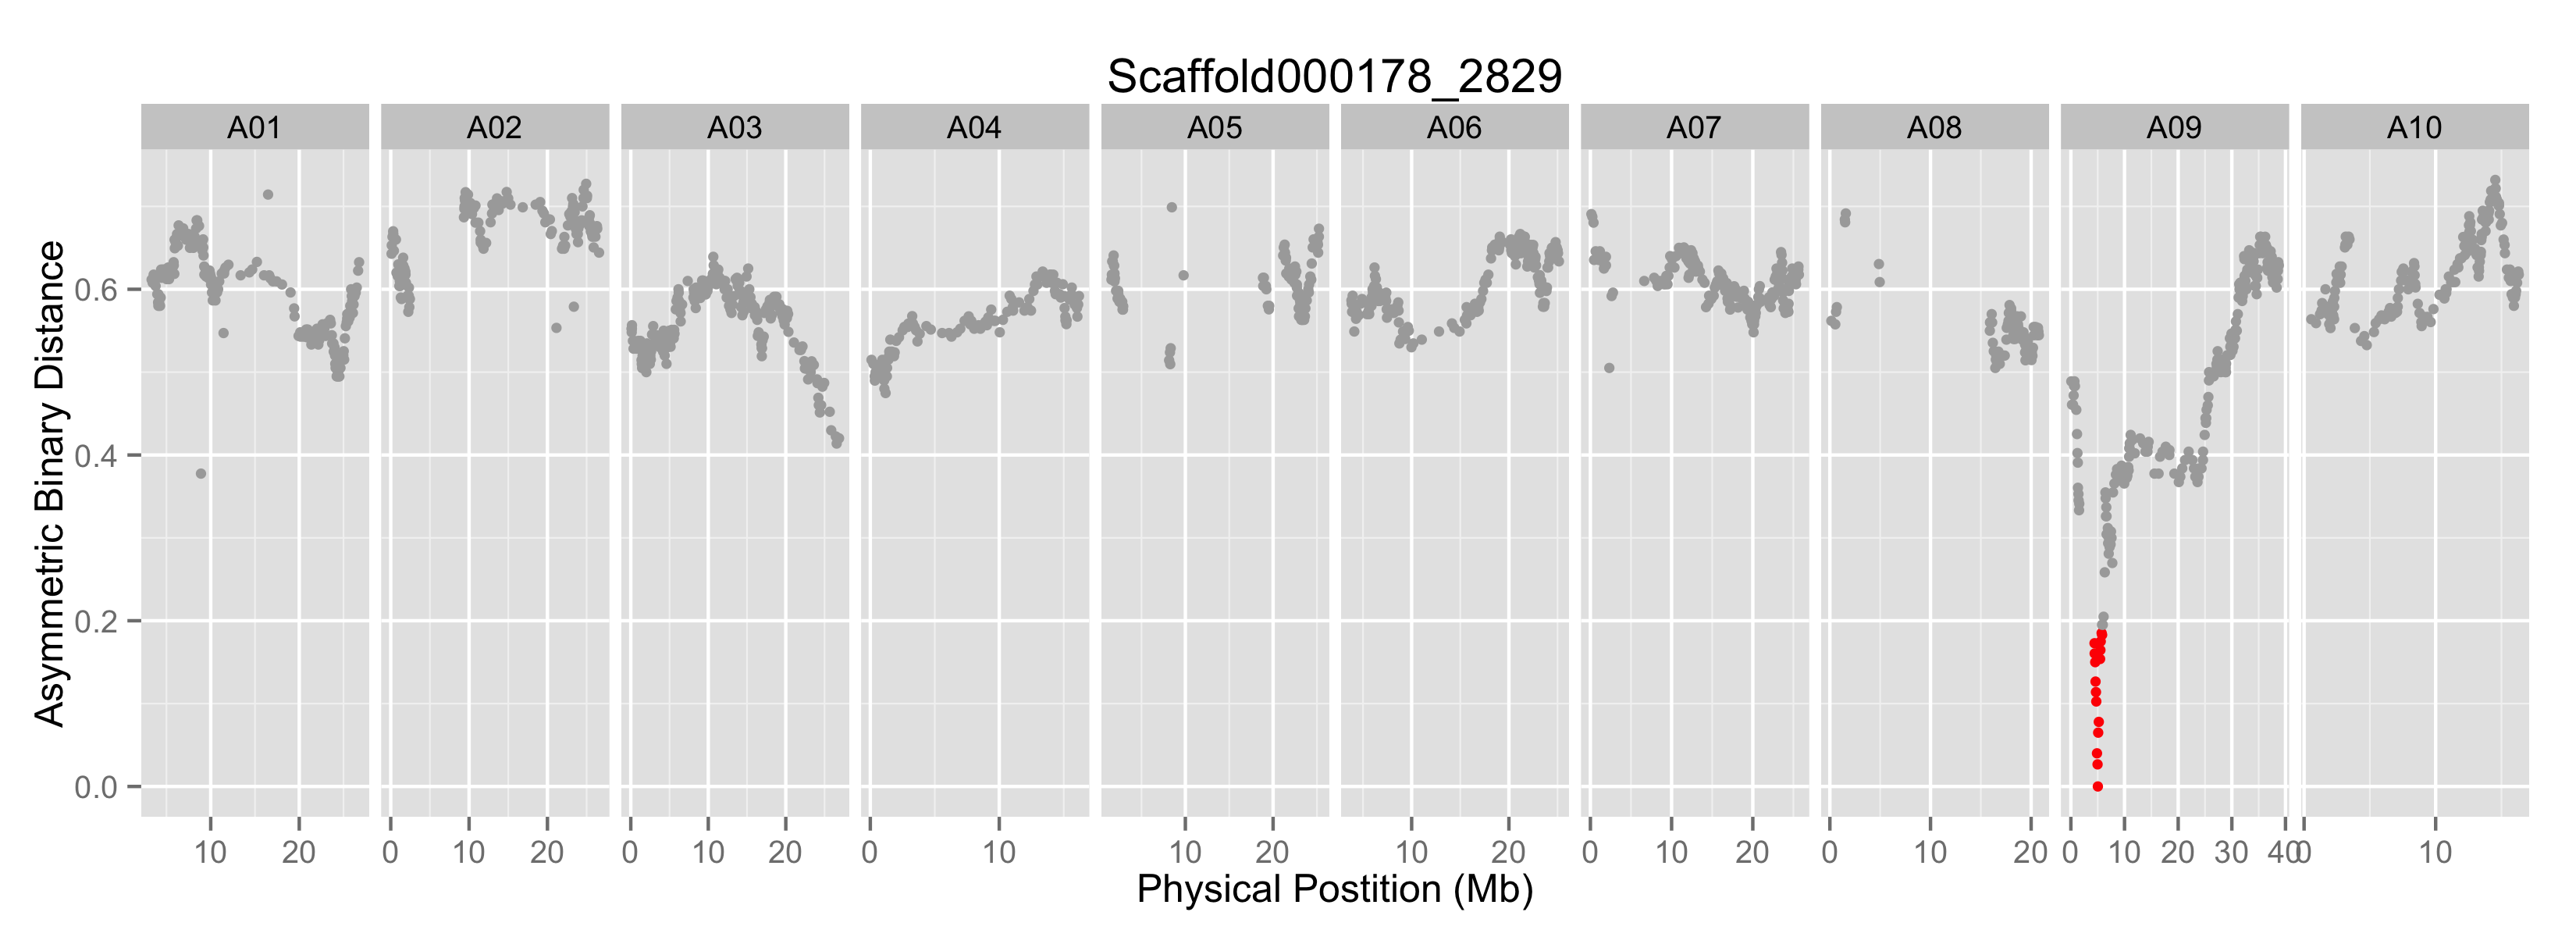 Scaffold000178_2829
A01 A02 A03 A04 A05 A06 A07 A08 A09 A10
Asymmetric Binary Distance
0.6
0.4
0.2
0.0
10 20 0 10 20 0 10 20 0 10 10 20 10 20 0 10 20 0 10 20 0 10 20 30 40 0 10
Physical Postition (Mb)